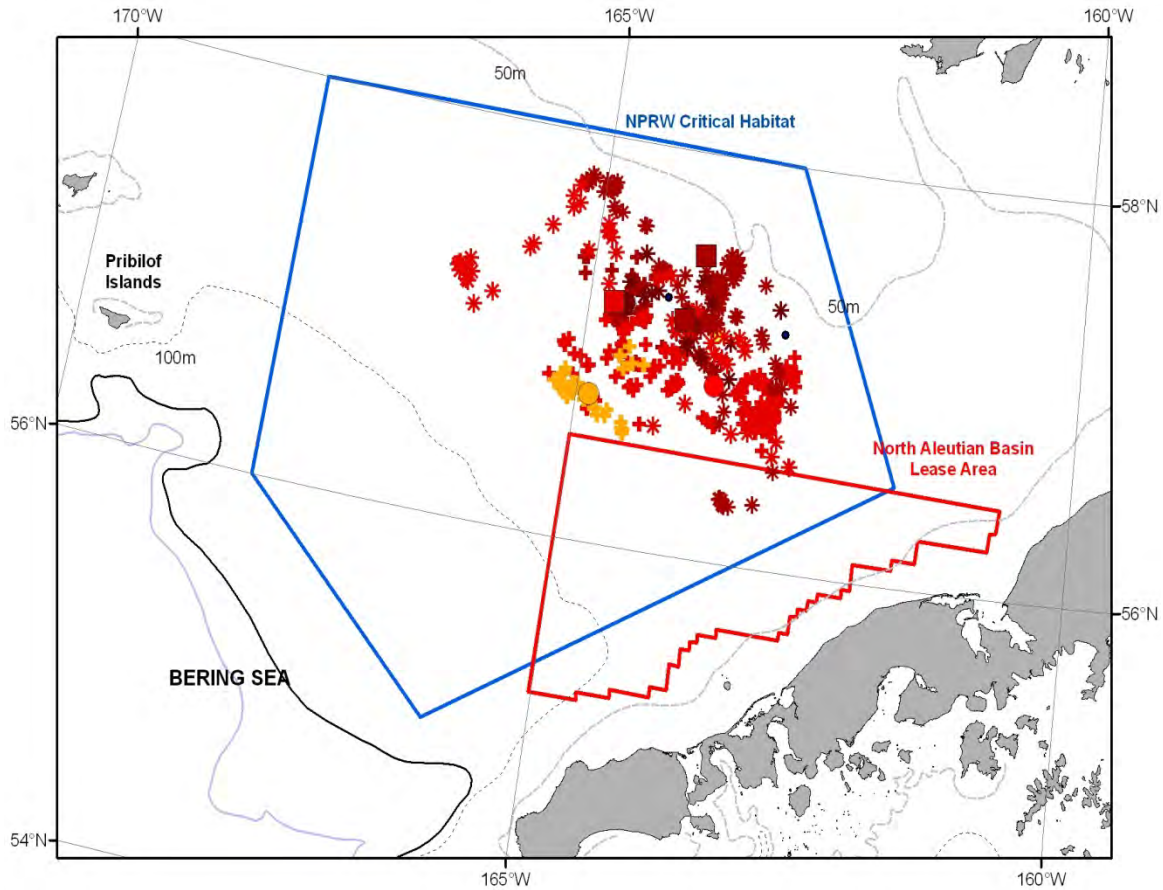 170°W
165°W
160°W
50m
NPRW Critical Habitat
58°N
Pribilof
Islands
50m
100m
56°N
North Aleutian Basin
Lease Area
56°N
BERING SEA
54°N
165°W
160°W